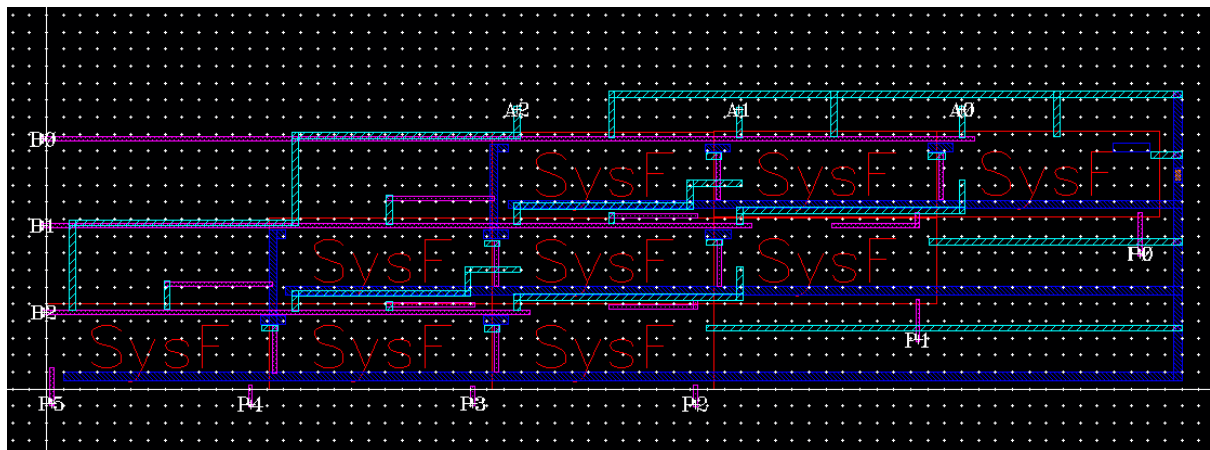 A2 A1 A0
B0
SysF SysF SysF
B1
SysF SysF SysF
P0
B2
P1
SysF SysF SysF
P5 P4 P3 P2